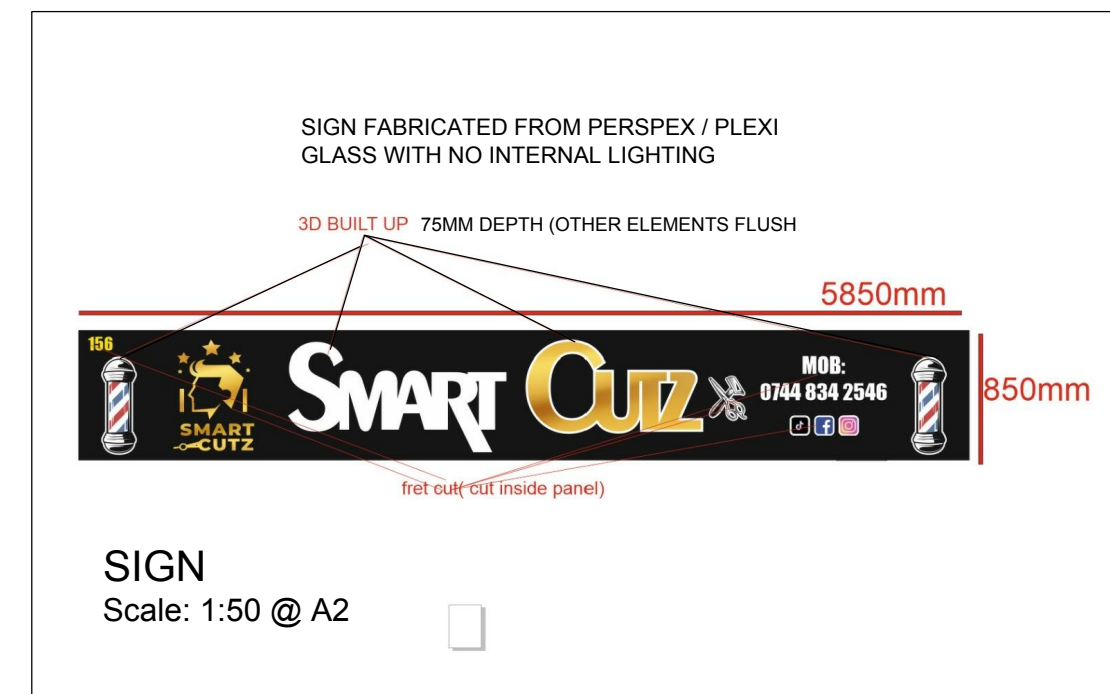 SIGN FABRICATED FROM PERSPEX / PLEXI
GLASS WITH NO INTERNAL LIGHTING
3D BUILT UP 75MM DEPTH (OTHER ELEMENTS FLUSH
5850mm
156
SMART
CUTZ
SMART CUTZ
MOB:
0744 834 2546
850mm
fret cut( cut inside panel)
SIGN
Scale: 1:50 @ A2